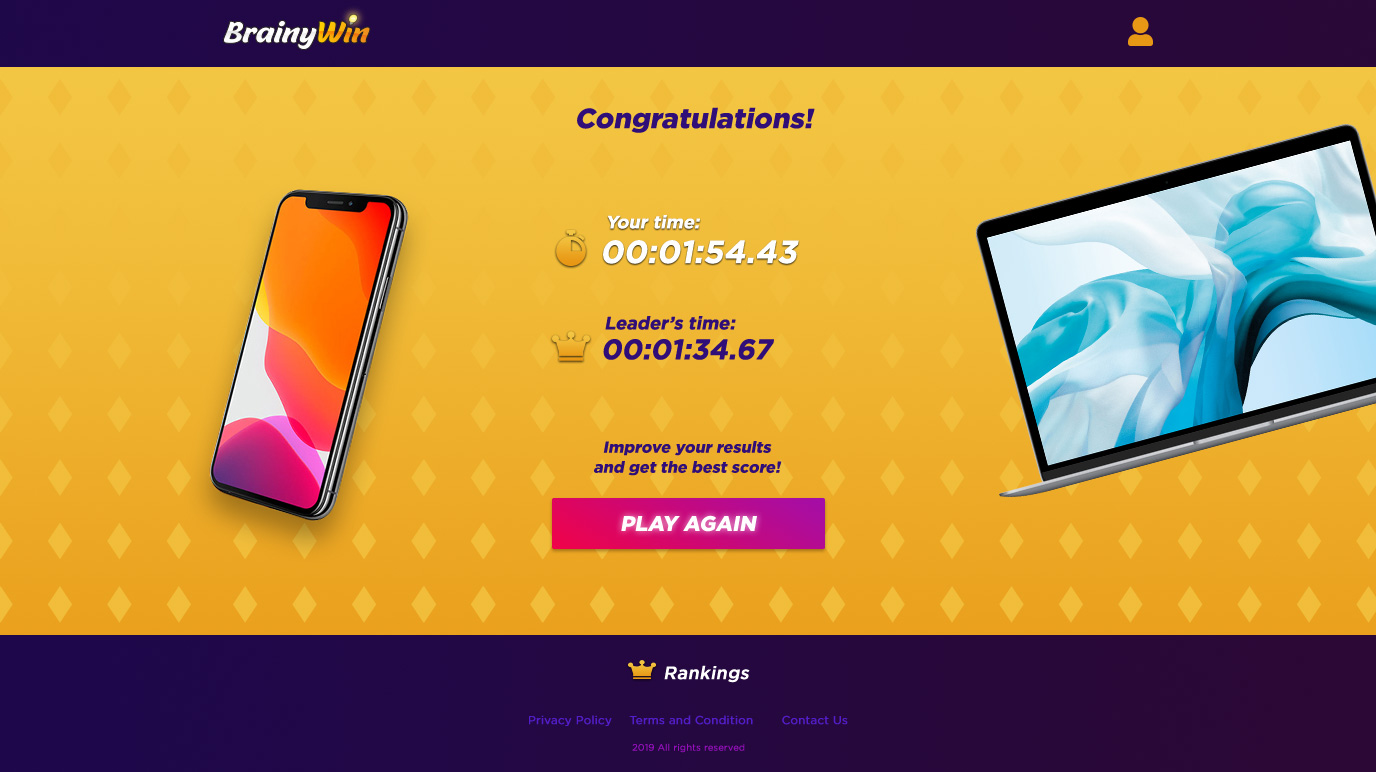 BrainyWin
Congratulations!
Your time:
00:01:54.43
Leader’s time:
00:01:34.67
Improve your results
and get the best score!
PLAY AGAIN
Rankings
Privacy Policy Terms and Condition Contact Us
2019 All rights reserved